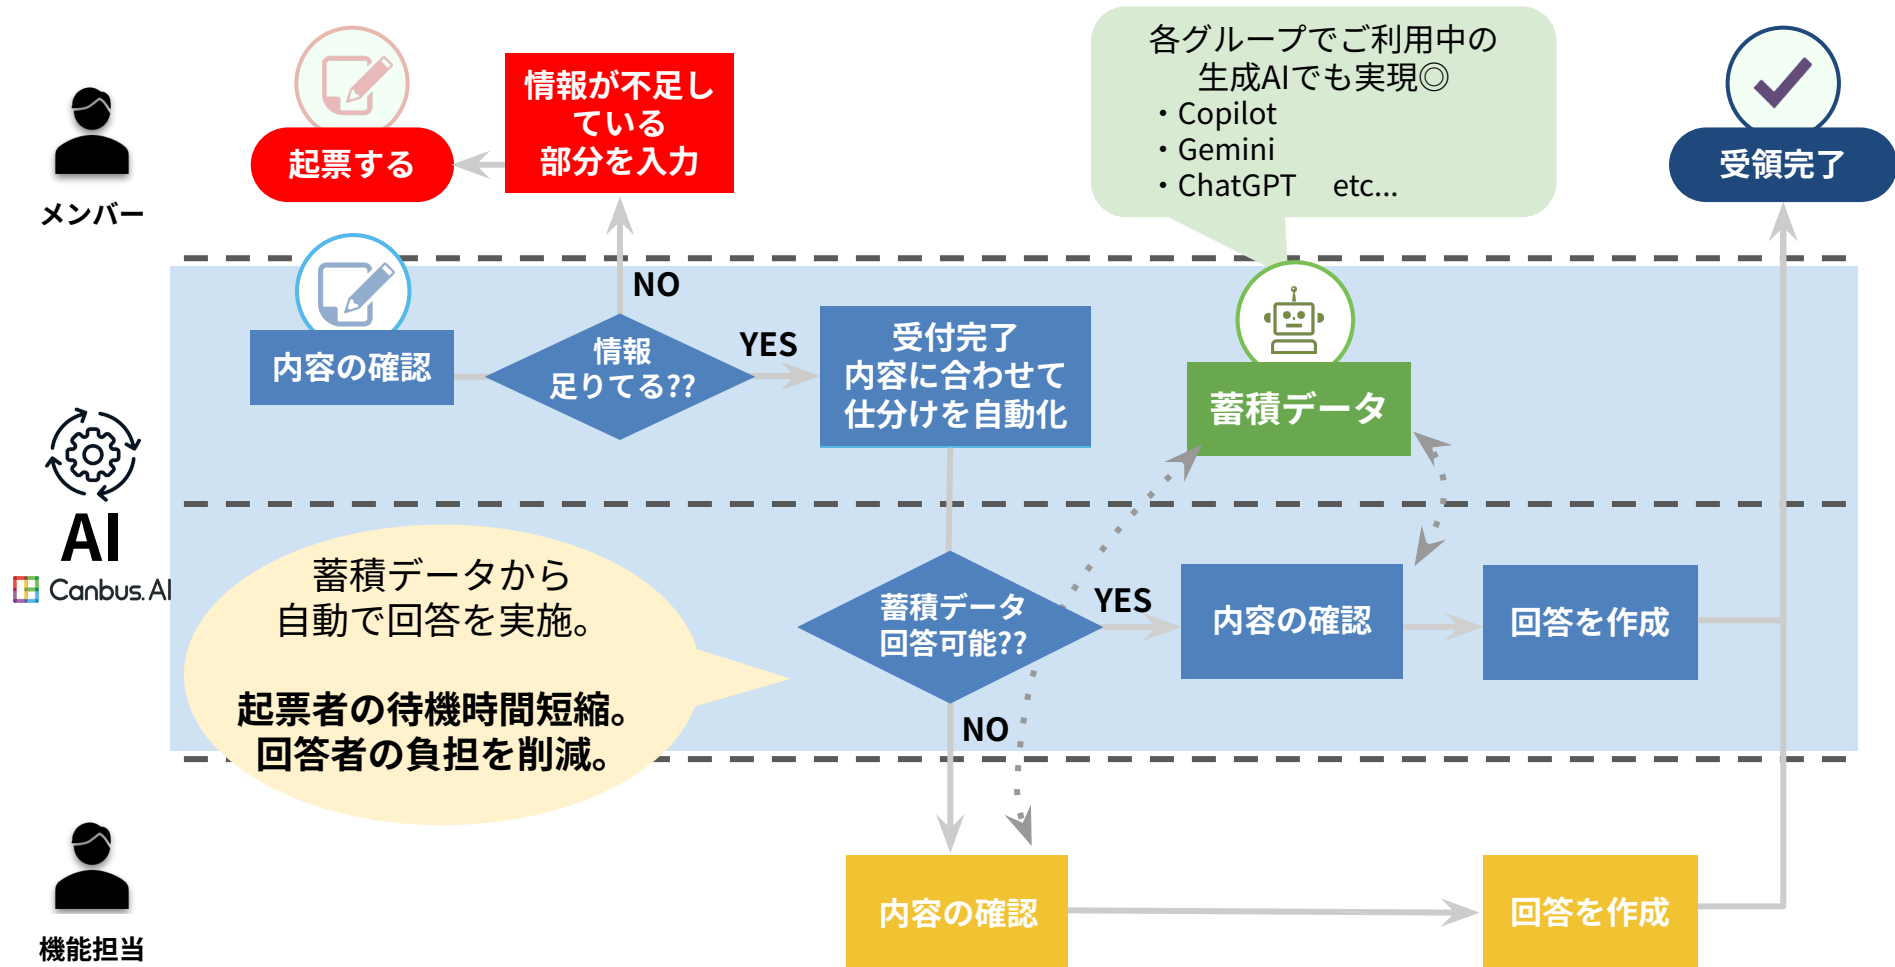 各グループでご利用中の
生成AIでも実現◎
・Copilot
・Gemini
・ChatGPT　etc...
情報が不足し
ている
部分を入力
起票する
受領完了
メンバー
NO
YES
内容の確認
情報
足りてる??
受付完了
内容に合わせて
仕分けを自動化
蓄積データ
AI
Canbus.AI
蓄積データから
自動で回答を実施。
起票者の待機時間短縮。
回答者の負担を削減。
蓄積データ
回答可能??
YES
内容の確認
回答を作成
NO
内容の確認
回答を作成
機能担当